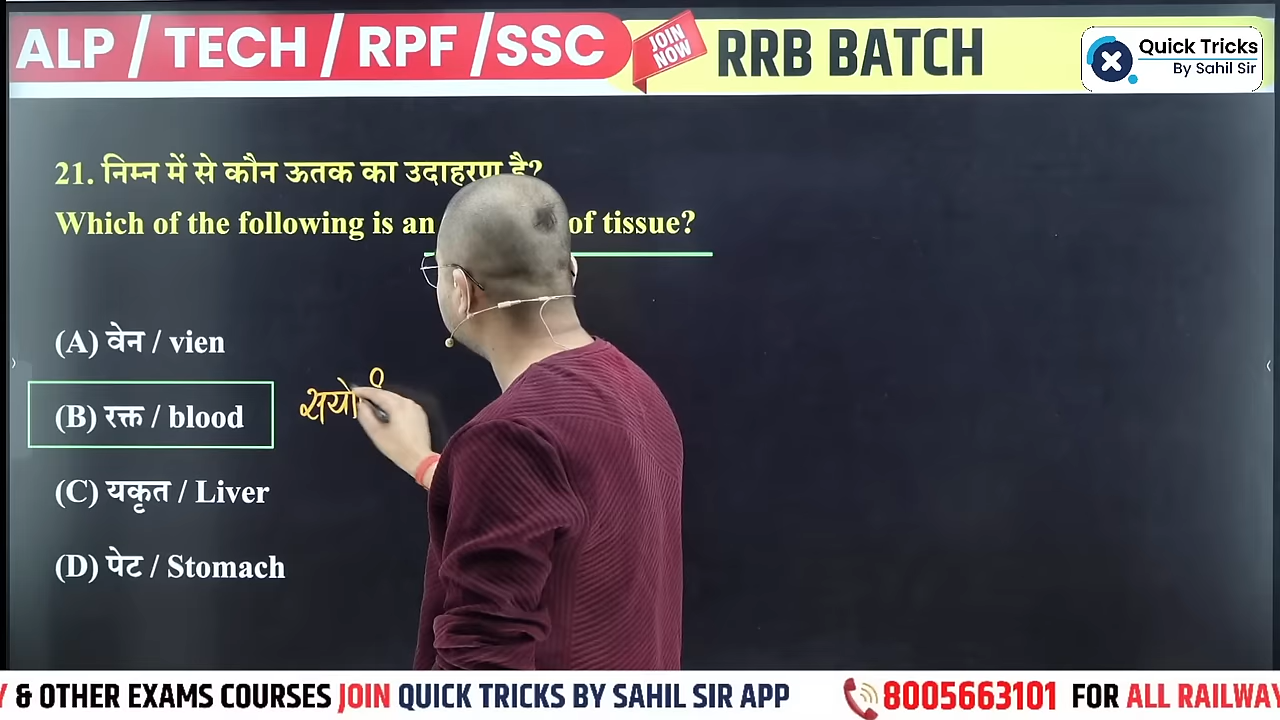 ALP / TECH / RPF / SSC
JOIN NOW
RRB BATCH
Quick Tricks
By Sahil Sir
21. निम्न में से कौन ऊतक का उदाहरण है?
Which of the following is an of tissue?
(A) वेन / vien
(B) रक्त / blood
सयो
(C) यकृत / Liver
(D) पेट / Stomach
& OTHER EXAMS COURSES JOIN QUICK TRICKS BY SAHIL SIR APP 8005663101 FOR ALL RAILWAY